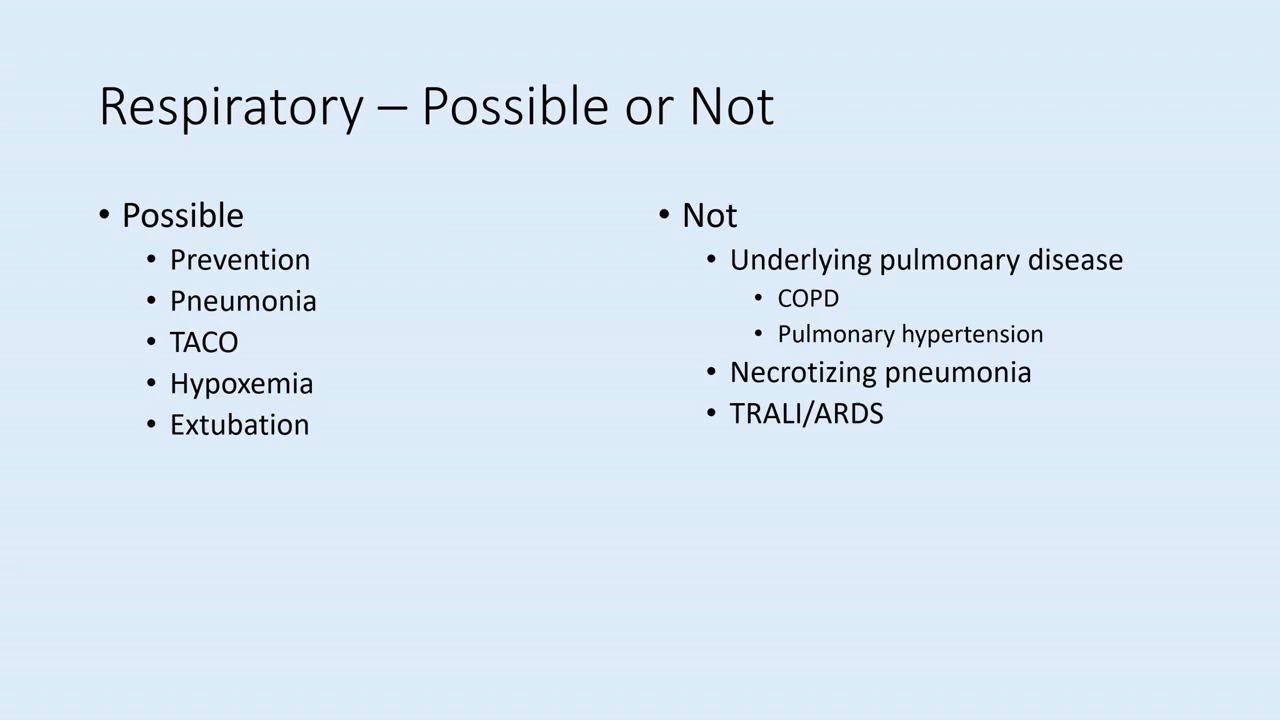 Respiratory – Possible or Not
• Possible
• Prevention
• Pneumonia
• TACO
• Hypoxemia
• Extubation
• Not
• Underlying pulmonary disease
• COPD
• Pulmonary hypertension
• Necrotizing pneumonia
• TRALI/ARDS